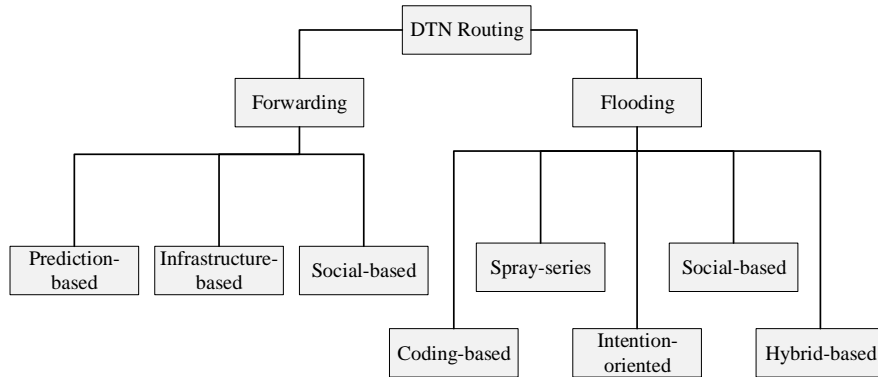 DTN Routing
Forwarding
Flooding
Prediction-
based
Infrastructure-
based
Social-based
Spray-series
Social-based
Coding-based
Intention-
oriented
Hybrid-based